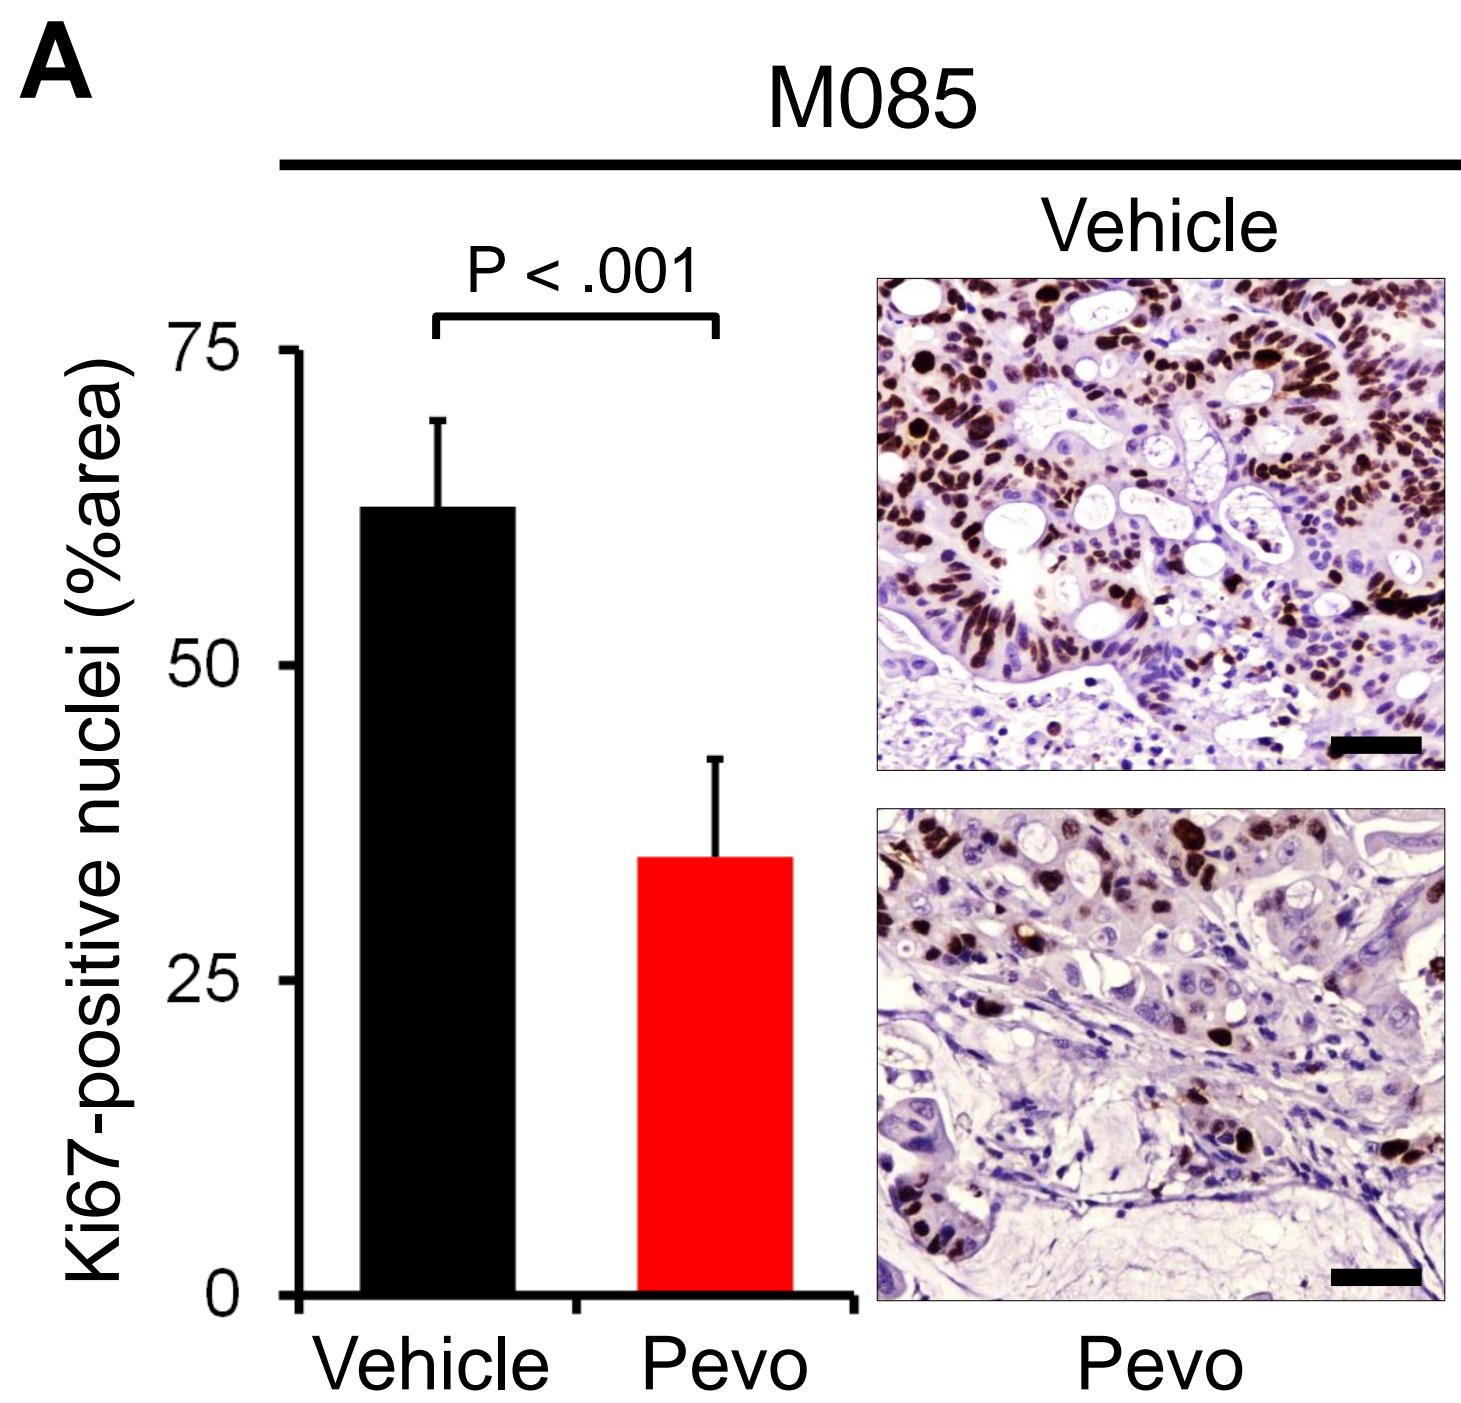 A
M085
Vehicle
P < .001
Ki67-positive nuclei (%area)
75
50
25
0
Vehicle
Pevo
Pevo